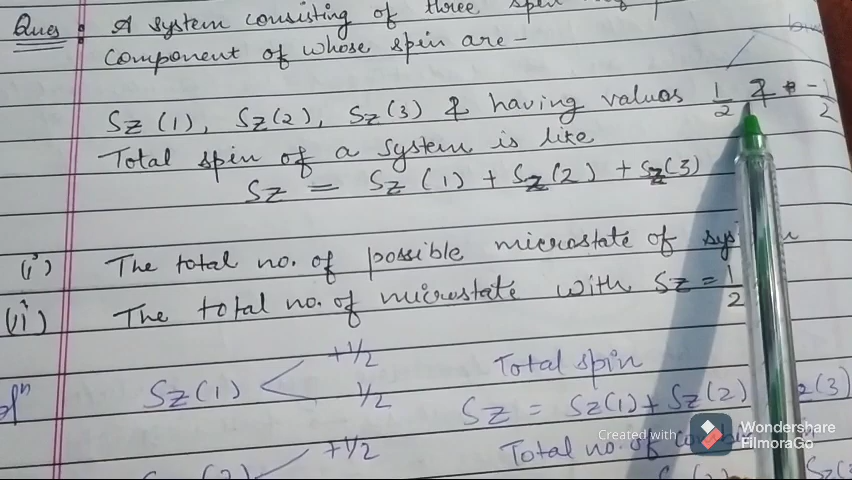 Ques: A system consisting of three spin
component of whose spin are -
Sz(1), Sz(2), Sz(3) & having values 1/2 & -1/2
Total spin of a system is like
Sz = Sz(1) + Sz(2) + Sz(3)
(i) The total no. of possible microstate of system
(ii) The total no. of microstate with Sz = 1/2
Sz(1) +1/2 1/2
Total spin
Sz = Sz(1) + Sz(2) z(3)
+1/2
Total no. of
Created with Wondershare FilmoraGo